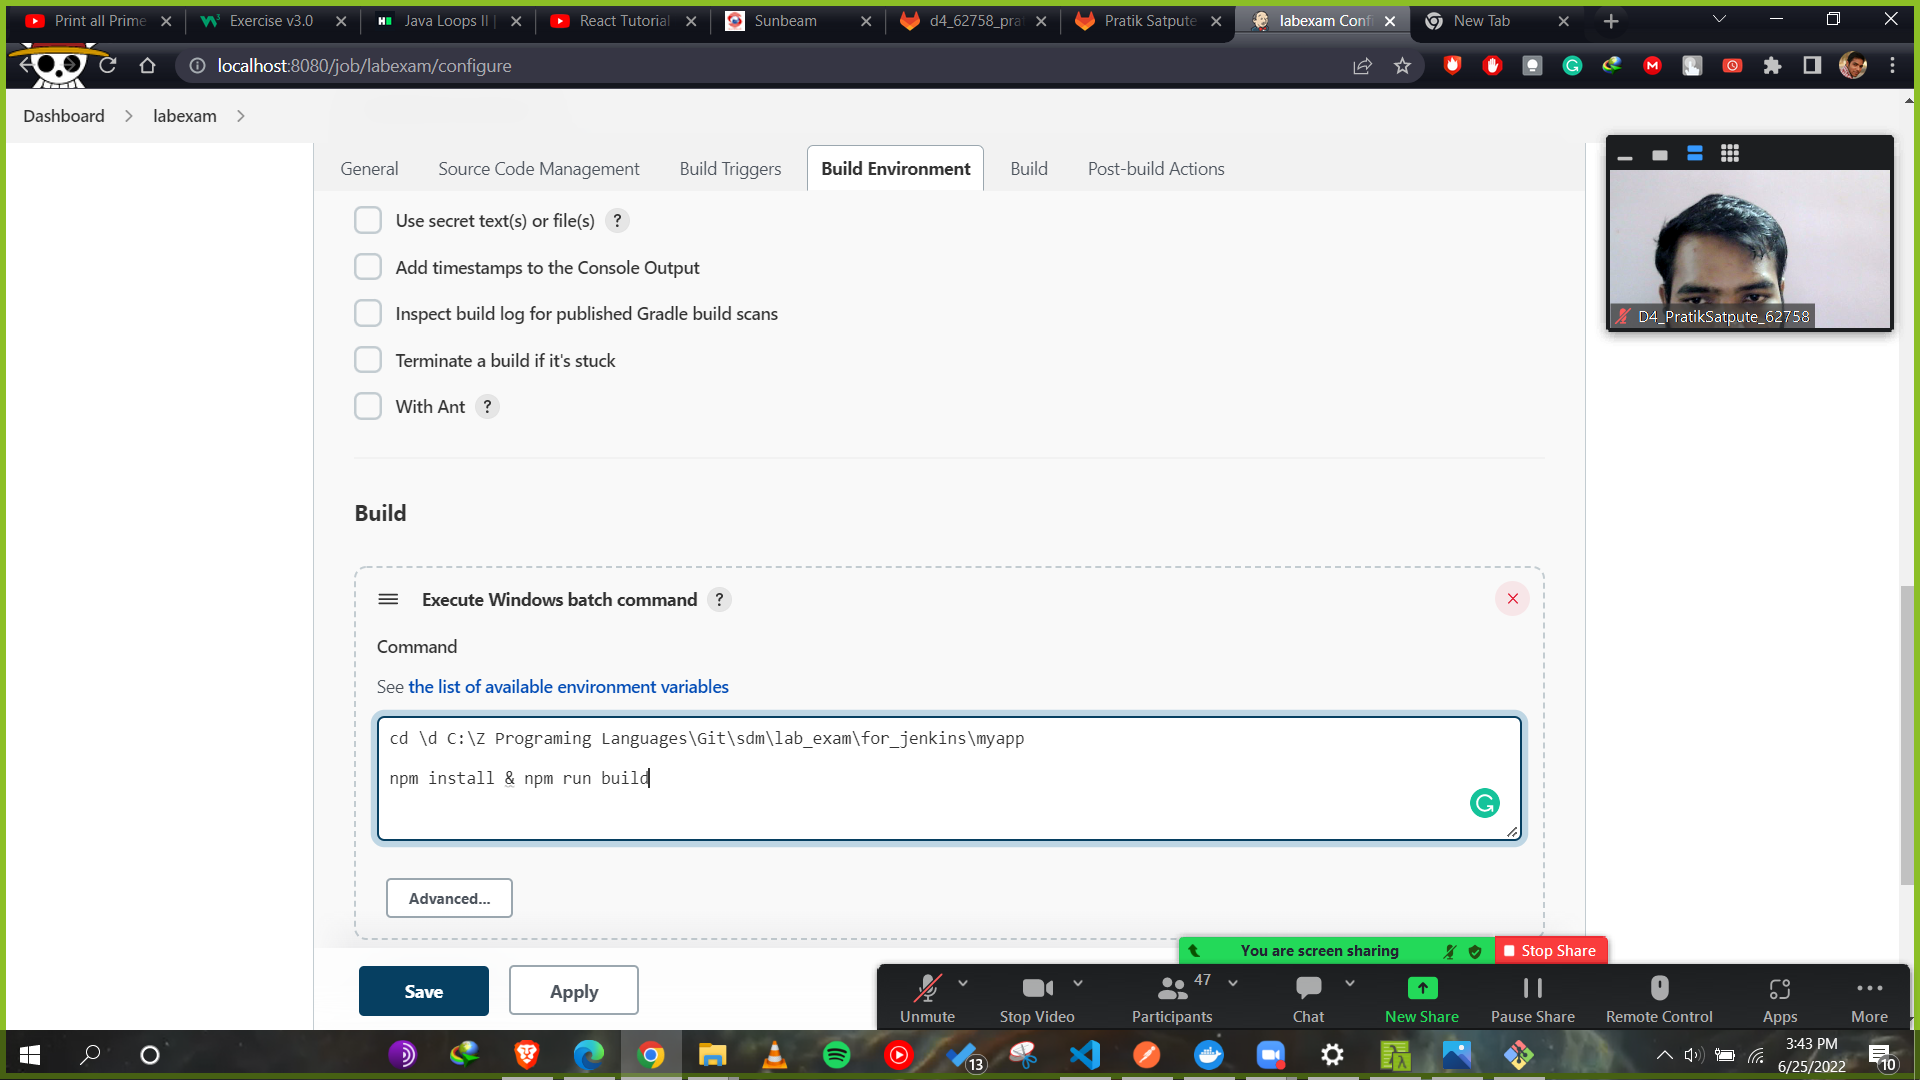 Print all Prime
Exercise v3.0
Java Loops II |
React Tutorial
Sunbeam
d4_62758_prat
Pratik Satpute
labexam Confi
New Tab
localhost:8080/job/labexam/configure
Dashboard
labexam
General
Source Code Management
Build Triggers
Build Environment
Build
Post-build Actions
Use secret text(s) or file(s) ?
Add timestamps to the Console Output
Inspect build log for published Gradle build scans
Terminate a build if it's stuck
With Ant ?
D4_PratikSatpute_62758
Build
Execute Windows batch command ?
Command
See the list of available environment variables
cd \d C:\Z Programing Languages\Git\sdm\lab_exam\for_jenkins\myapp
npm install & npm run build
Advanced...
Save
Apply
You are screen sharing
Stop Share
Unmute
Stop Video
47
Participants
Chat
New Share
Pause Share
Remote Control
Apps
More
13
3:43 PM
6/25/2022
10